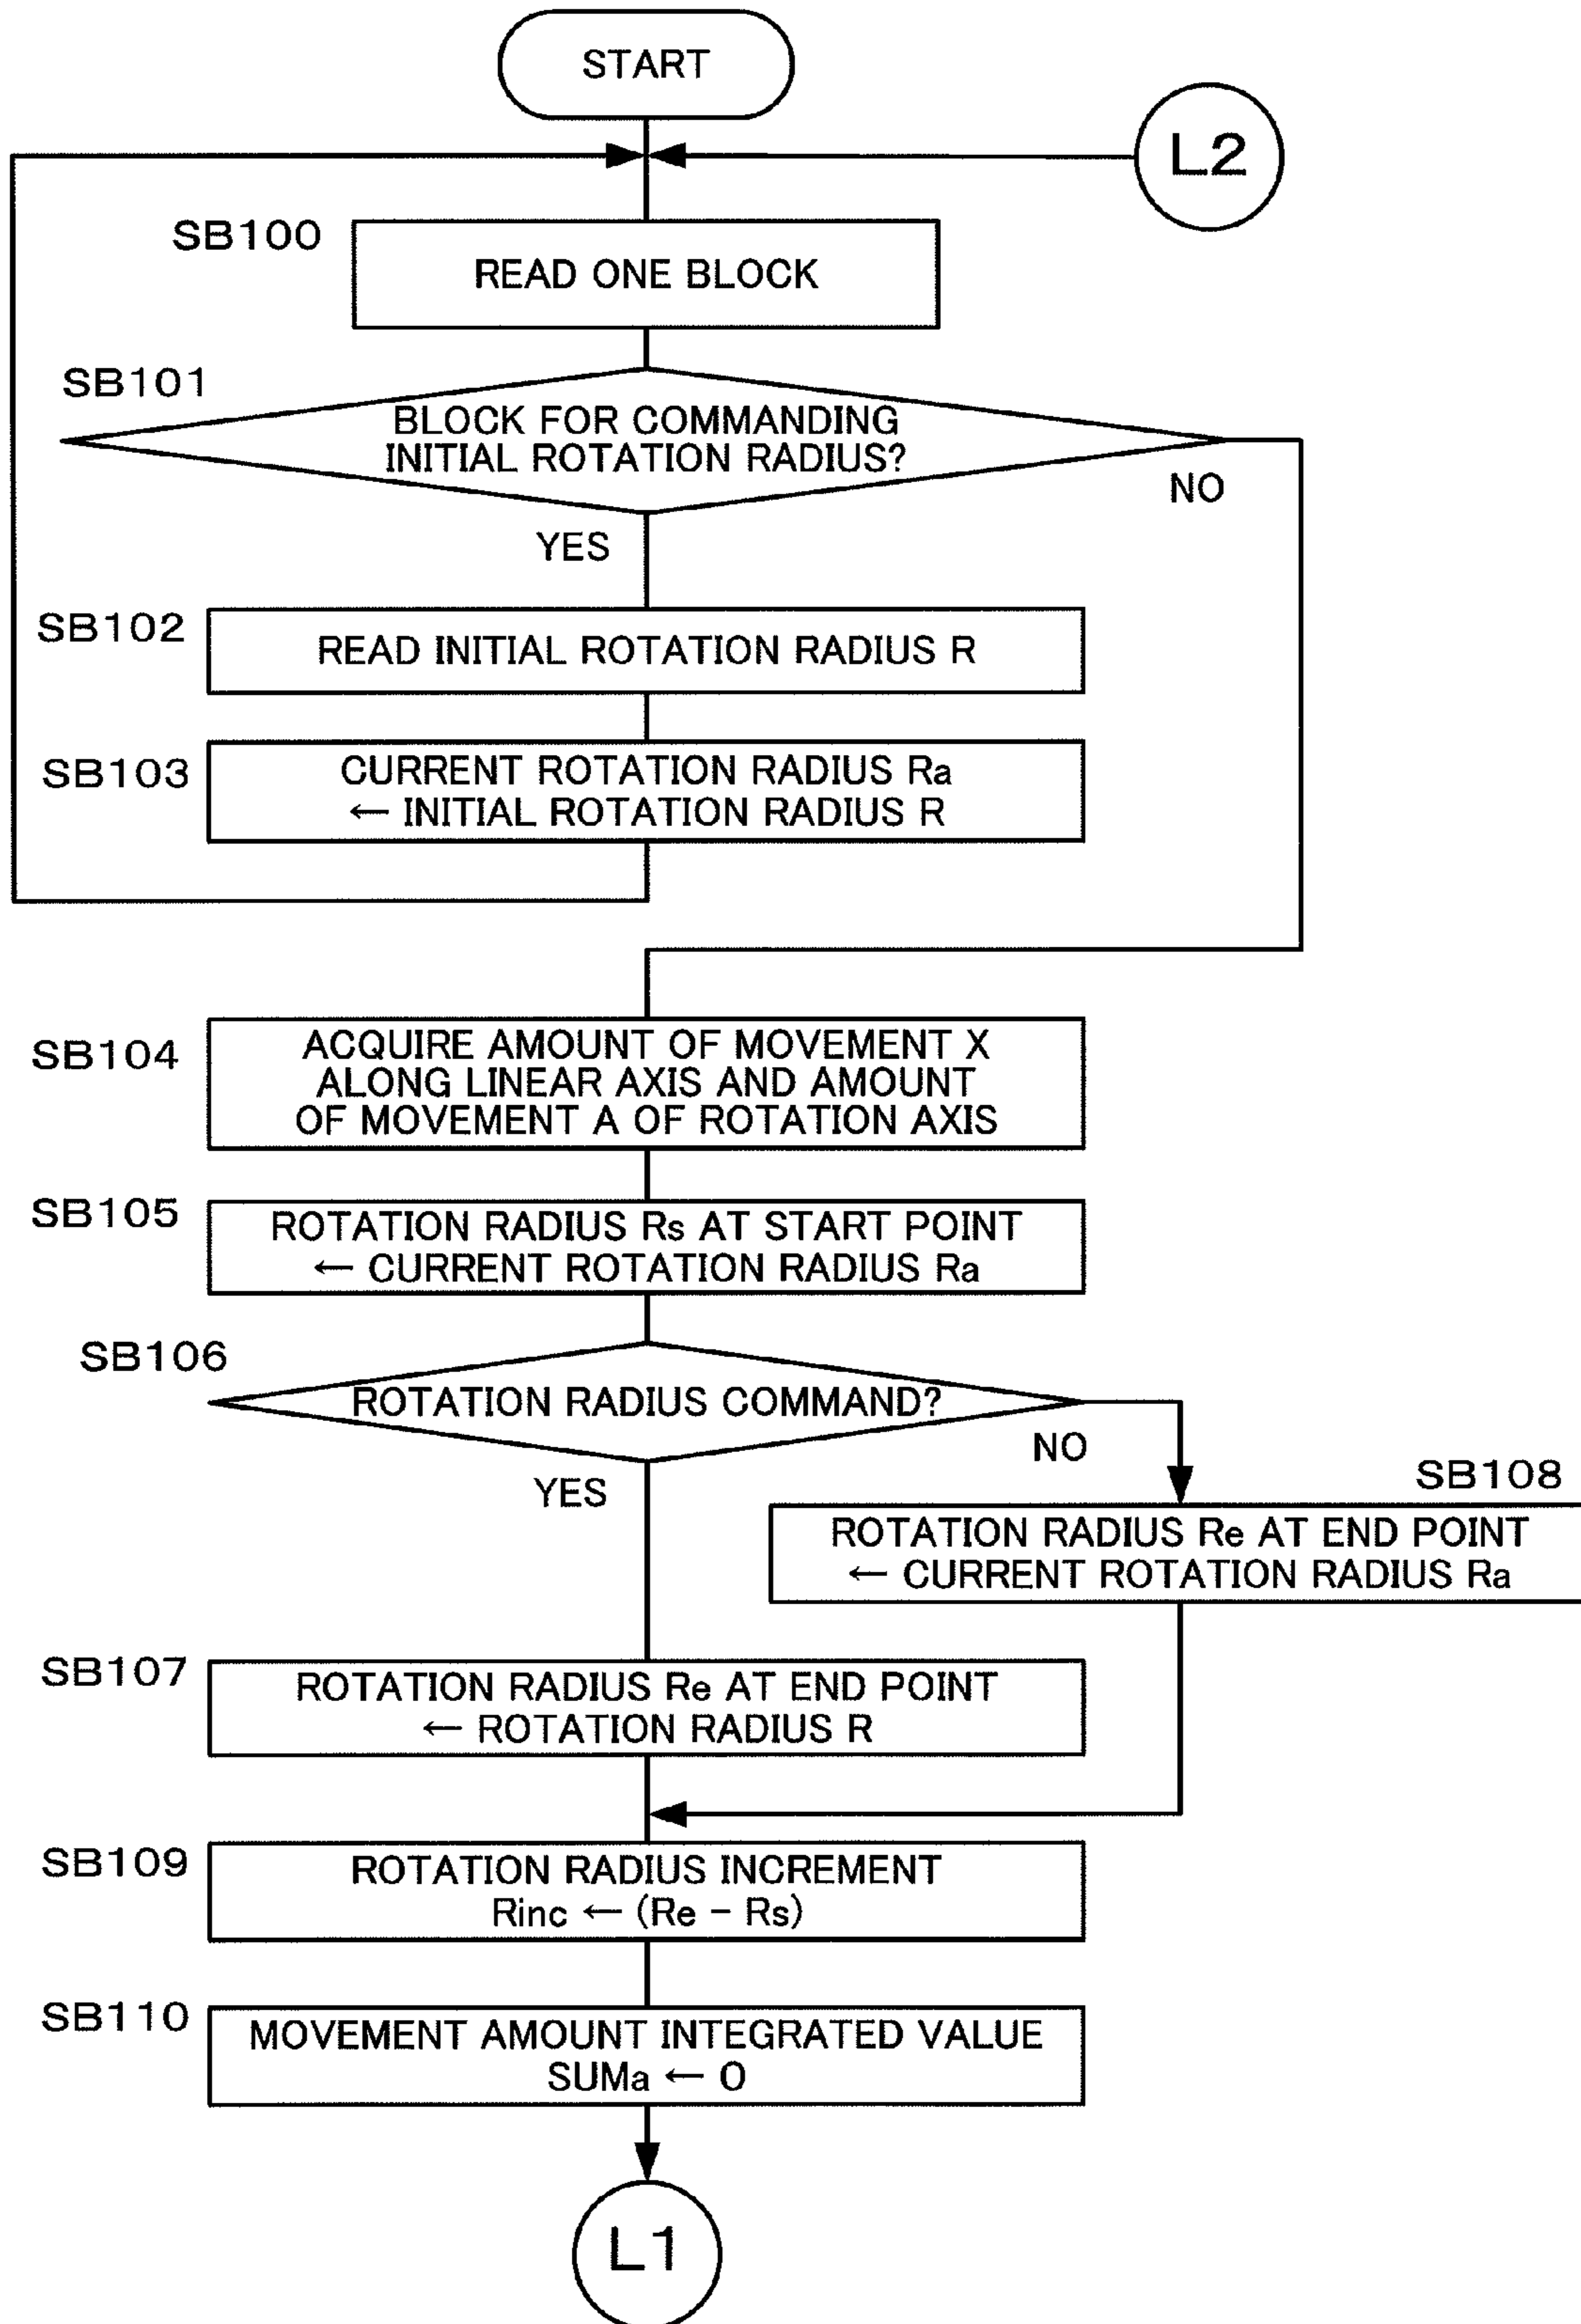 START
L2
SB100
READ ONE BLOCK
SB101
BLOCK FOR COMMANDING
INITIAL ROTATION RADIUS?
NO
YES
SB102
READ INITIAL ROTATION RADIUS R
SB103
CURRENT ROTATION RADIUS Ra
← INITIAL ROTATION RADIUS R
SB104
ACQUIRE AMOUNT OF MOVEMENT X
ALONG LINEAR AXIS AND AMOUNT
OF MOVEMENT A OF ROTATION AXIS
SB105
ROTATION RADIUS Rs AT START POINT
← CURRENT ROTATION RADIUS Ra
SB106
ROTATION RADIUS COMMAND?
NO
YES
SB108
ROTATION RADIUS Re AT END POINT
← CURRENT ROTATION RADIUS Ra
SB107
ROTATION RADIUS Re AT END POINT
← ROTATION RADIUS R
SB109
ROTATION RADIUS INCREMENT
Rinc ← (Re − Rs)
SB110
MOVEMENT AMOUNT INTEGRATED VALUE
SUMa ← 0
L1